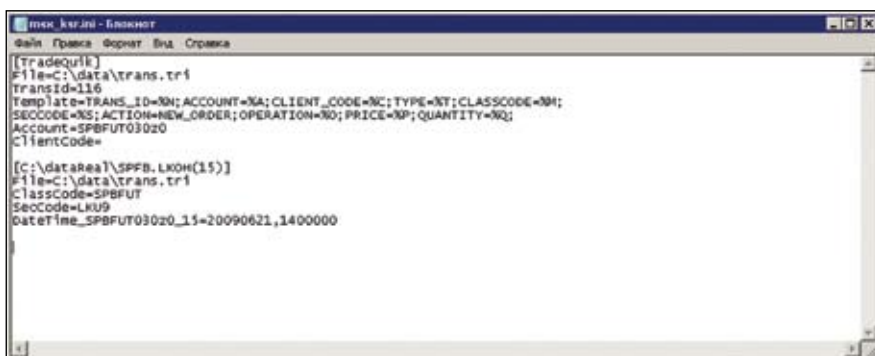 msk_ksr.ini - Блокнот
Файл Правка Формат Вид Справка
[TradeQuik]
File=C:\data\trans.tri
TransId=116
Template=TRANS_ID=%N;ACCOUNT=%A;CLIENT_CODE=%C;TYPE=%T;CLASSCODE=%M;
SECCODE=%S;ACTION=NEW_ORDER;OPERATION=%O;PRICE=%P;QUANTITY=%Q;
Account=SPBFUT030z0
ClientCode=
[C:\dataReal\SPFB.LKOH(15)]
File=C:\data\trans.tri
ClassCode=SPBFUT
SecCode=LKU9
DateTime_SPBFUT030z0_15=20090621,1400000